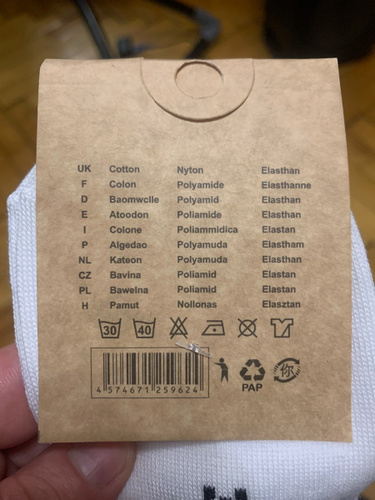 UK Cotton Nyton Elasthan
F Colon Polyamide Elasthanne
D Baomwclle Polyamid Elasthan
E Atoodon Poliamide Elasthan
I Colone Poliammidica Elastan
P Algedao Polyamuda Elastham
NL Kateon Polyamuda Elasthan
CZ Bavina Poliamid Elastan
PL Bawelna Poliamid Elastan
H Pamut Nollonas Elasztan
30 40
4 574671 259624
PAP
你